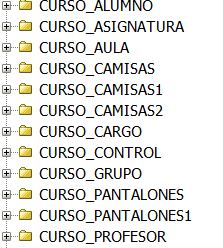 CURSO_ALUMNO
CURSO_ASIGNATURA
CURSO_AULA
CURSO_CAMISAS
CURSO_CAMISAS1
CURSO_CAMISAS2
CURSO_CARGO
CURSO_CONTROL
CURSO_GRUPO
CURSO_PANTALONES
CURSO_PANTALONES1
CURSO_PROFESOR